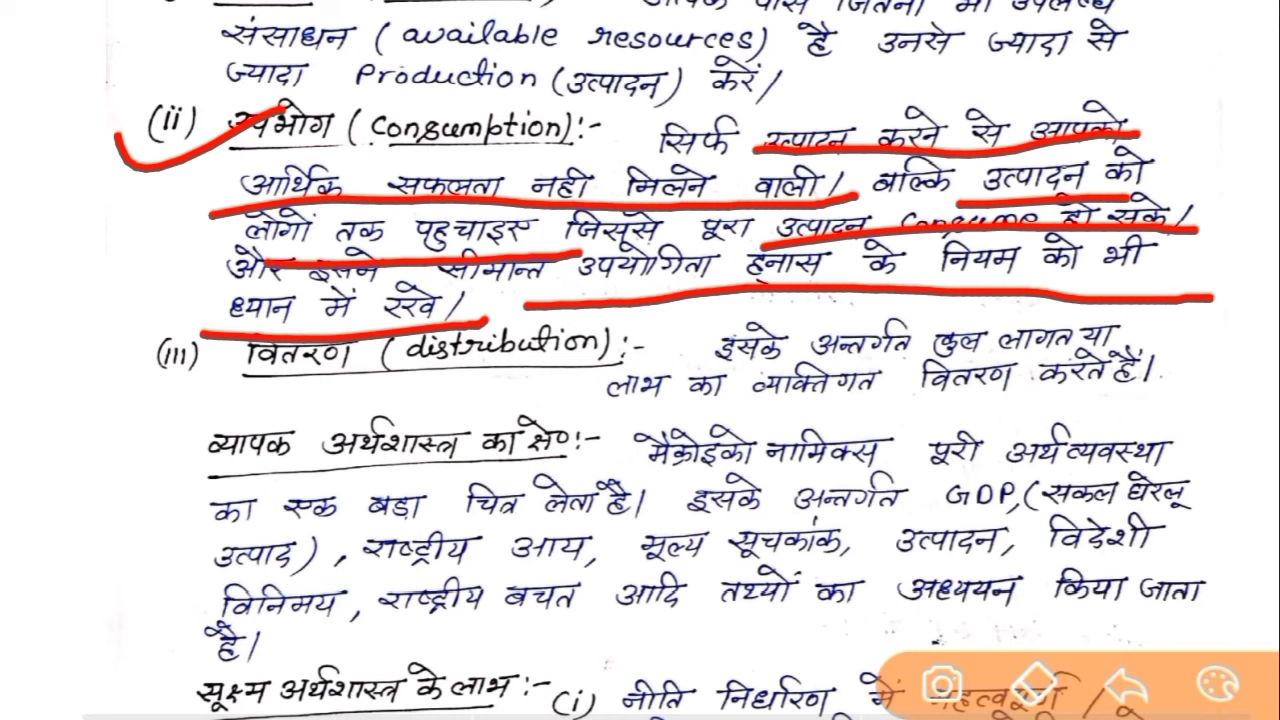 संसाधन (available resources) है उनसे ज्यादा से
ज्यादा Production (उत्पादन) करें।
(ii) उपभोग (Consumption):- सिर्फ उत्पादन करने से आपको
आर्थिक सफलता नही मिलने वाली। बल्कि उत्पादन को
लोगों तक पहुचाइए जिससे पूरा उत्पादन Consume हो सके।
और इसमे सीमान्त उपयोगिता ह्नास के नियम को भी
ध्यान में रखे।
(iii) वितरण (distribution):- इसके अन्तर्गत कुल लागत या
लाभ का व्यक्तिगत वितरण करते है।
व्यापक अर्थशास्त्र का क्षे०:- मैक्रोइकोनामिक्स पूरी अर्थव्यवस्था
का एक बड़ा चित्र लेता है। इसके अन्तर्गत GDP,(सकल घरेलू
उत्पाद), राष्ट्रीय आय, मूल्य सूचकांक, उत्पादन, विदेशी
विनिमय, राष्ट्रीय बचत आदि तथ्यों का अध्ययन किया जाता
है।
सूक्ष्म अर्थशास्त्र के लाभ:- (i) नीति निर्धारण में महत्वपूर्ण